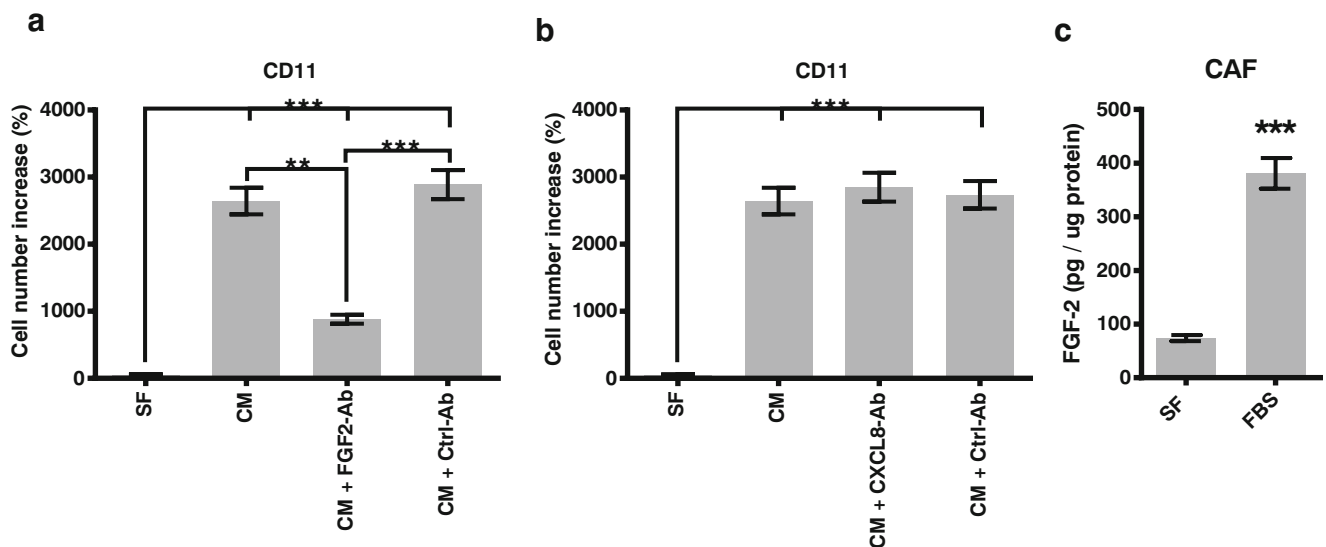 a
CD11
Cell number increase (%)
4000
3000
2000
1000
0
***
**
***
SF
CM
CM + FGF2-Ab
CM + Ctrl-Ab
b
CD11
Cell number increase (%)
4000
3000
2000
1000
0
***
SF
CM
CM + CXCL8-Ab
CM + Ctrl-Ab
c
CAF
FGF-2 (pg / ug protein)
500
400
300
200
100
0
***
SF
FBS